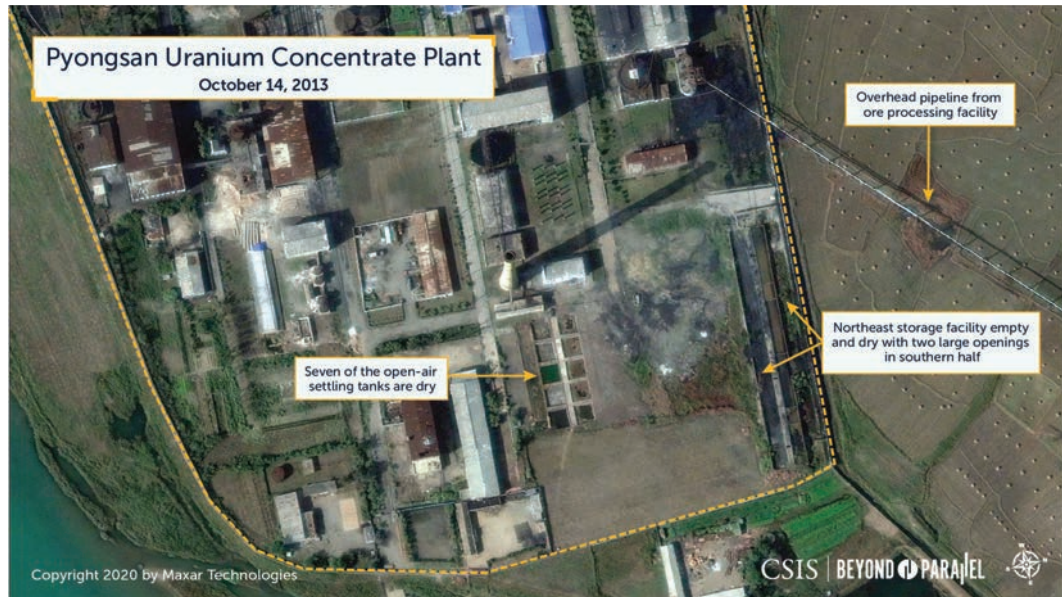 Pyongsan Uranium Concentrate Plant
October 14, 2013
Overhead pipeline from
ore processing facility
Northeast storage facility empty
and dry with two large openings
in southern half
Seven of the open-air
settling tanks are dry
Copyright 2020 by Maxar Technologies
CSIS | BEYOND PARALLEL